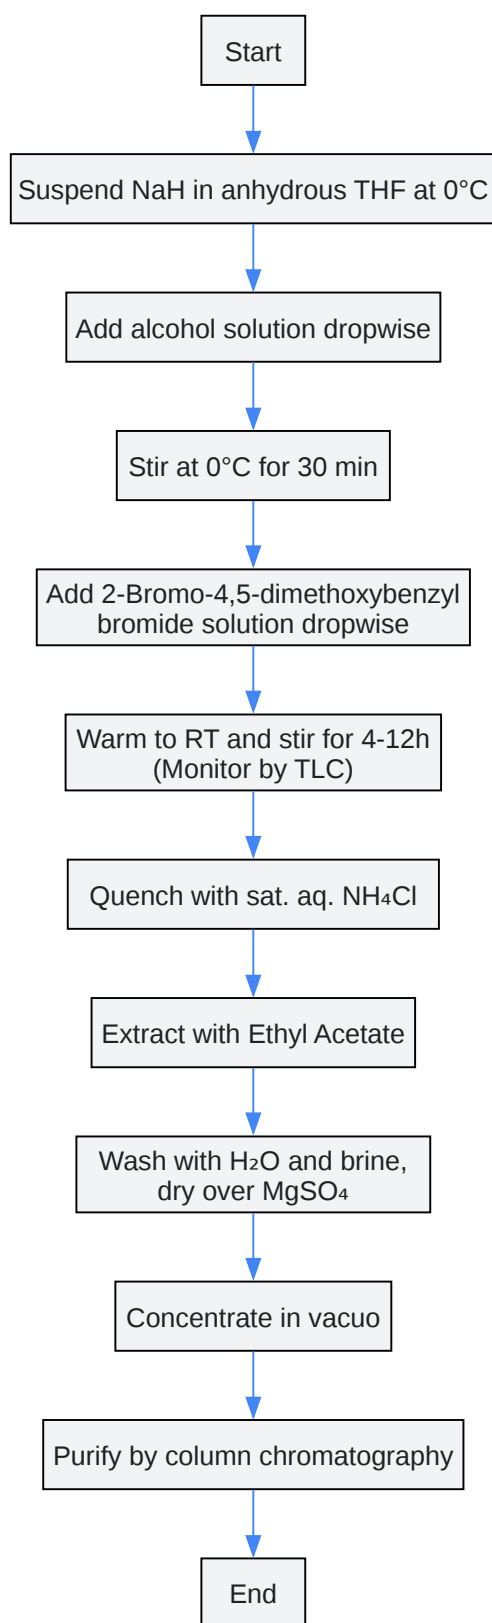 Start
Suspend NaH in anhydrous THF at 0°C
Add alcohol solution dropwise
Stir at 0°C for 30 min
Add 2-Bromo-4,5-dimethoxybenzyl
bromide solution dropwise
Warm to RT and stir for 4-12h
(Monitor by TLC)
Quench with sat. aq. NH₄Cl
Extract with Ethyl Acetate
Wash with H₂O and brine,
dry over MgSO₄
Concentrate in vacuo
Purify by column chromatography
End